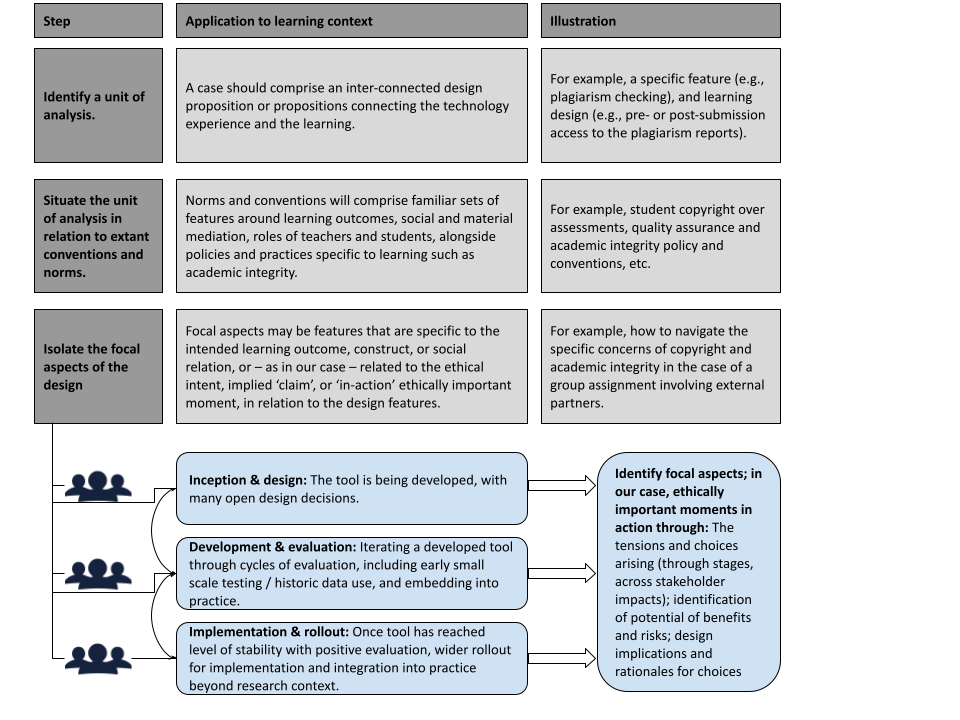 Step
Application to learning context
Illustration
Identify a unit of
analysis.
A case should comprise an inter-connected design
proposition or propositions connecting the technology
experience and the learning.
For example, a specific feature (e.g.,
plagiarism checking), and learning
design (e.g., pre- or post-submission
access to the plagiarism reports).
Situate the unit
of analysis in
relation to extant
conventions and
norms.
Norms and conventions will comprise familiar sets of
features around learning outcomes, social and material
mediation, roles of teachers and students, alongside
policies and practices specific to learning such as
academic integrity.
For example, student copyright over
assessments, quality assurance and
academic integrity policy and
conventions, etc.
Isolate the focal
aspects of the
design
Focal aspects may be features that are specific to the
intended learning outcome, construct, or social
relation, or – as in our case – related to the ethical
intent, implied ‘claim’, or ‘in-action’ ethically important
moment, in relation to the design features.
For example, how to navigate the
specific concerns of copyright and
academic integrity in the case of a
group assignment involving external
partners.
Inception & design: The tool is being developed, with
many open design decisions.
Development & evaluation: Iterating a developed tool
through cycles of evaluation, including early small
scale testing / historic data use, and embedding into
practice.
Implementation & rollout: Once tool has reached
level of stability with positive evaluation, wider rollout
for implementation and integration into practice
beyond research context.
Identify focal aspects; in
our case, ethically
important moments in
action through: The
tensions and choices
arising (through stages,
across stakeholder
impacts); identification
of potential of benefits
and risks; design
implications and
rationales for choices